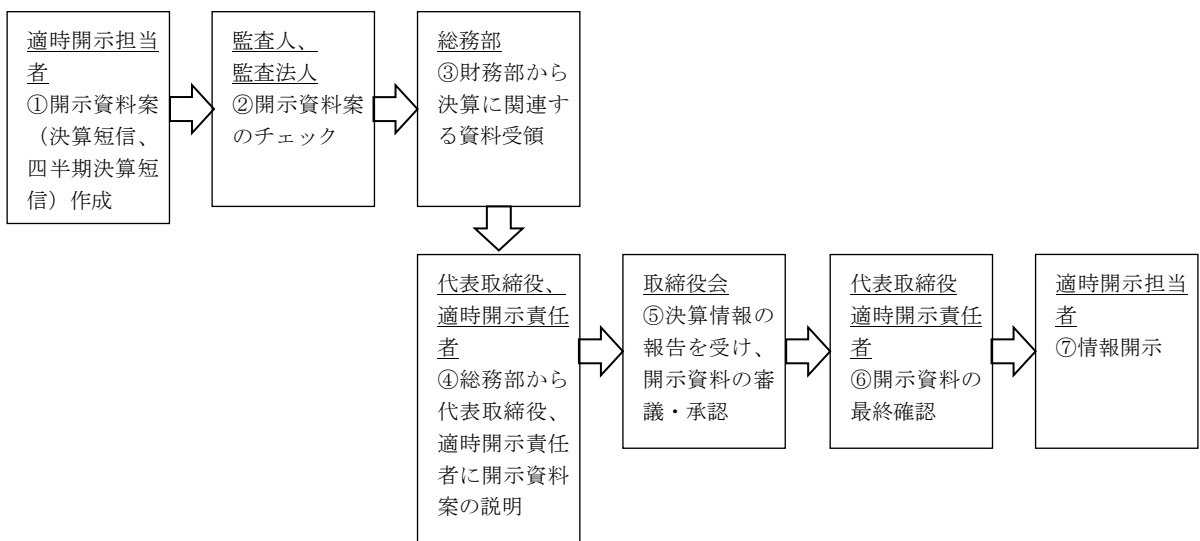 適時開示担当
者
①開示資料案
（決算短信、
四半期決算短
信）作成
監査人、
監査法人
②開示資料案
のチェック
総務部
③財務部から
決算に関連す
る資料受領
代表取締役、
適時開示責任
者
④総務部から
代表取締役、
適時開示責任
者に開示資料
案の説明
取締役会
⑤決算情報の
報告を受け、
開示資料の審
議・承認
代表取締役
適時開示責任
者
⑥開示資料の
最終確認
適時開示担当
者
⑦情報開示